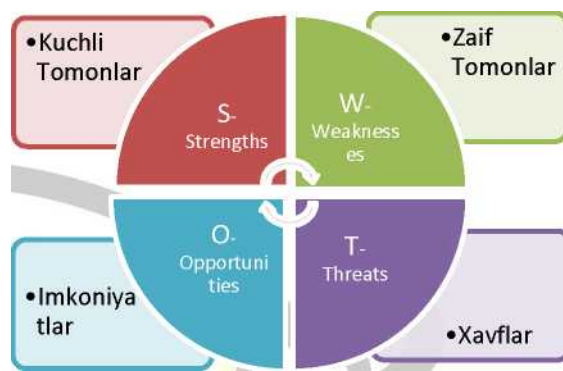 •Kuchli
Tomonlar
S-
Strengths
W-
Weakness
es
•Zaif
Tomonlar
•Imkoniya
tlar
O-
Opportuni
ties
T-
Threats
•Xavflar